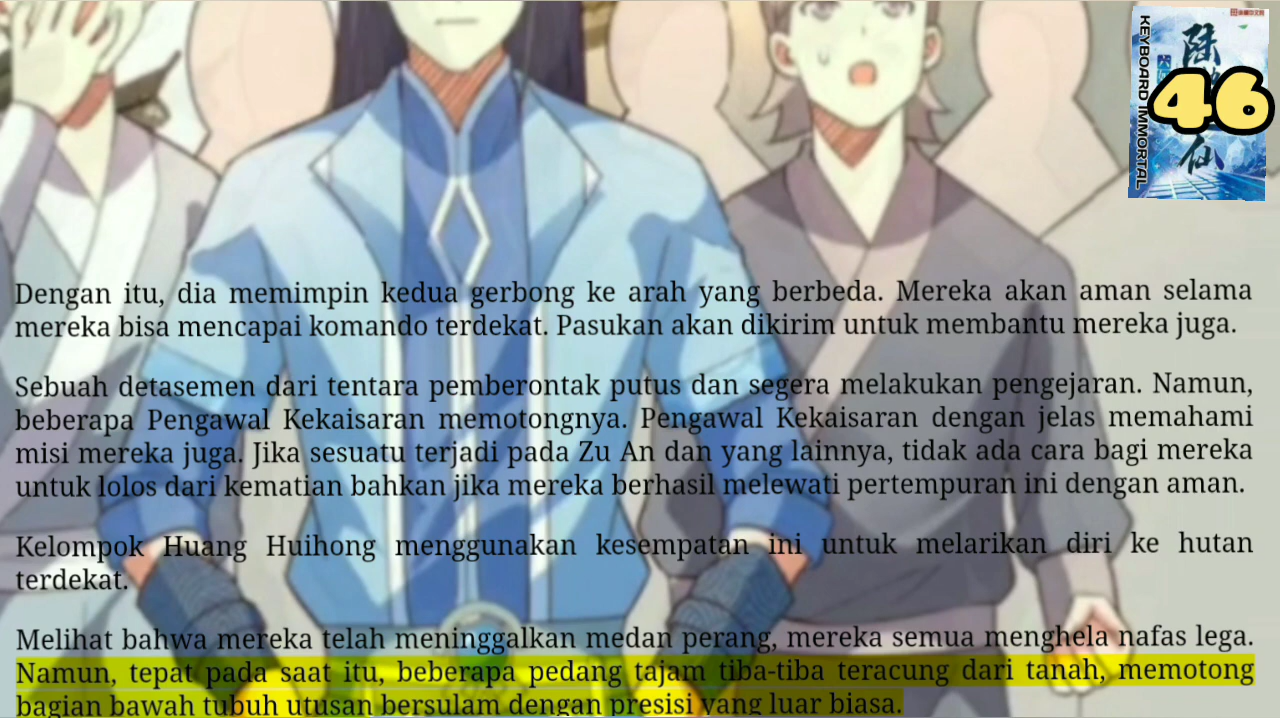 KEYBOARD IMMORTAL
陆
仙
46
Dengan itu, dia memimpin kedua gerbong ke arah yang berbeda. Mereka akan aman selama
mereka bisa mencapai komando terdekat. Pasukan akan dikirim untuk membantu mereka juga.
Sebuah detasemen dari tentara pemberontak putus dan segera melakukan pengejaran. Namun,
beberapa Pengawal Kekaisaran memotongnya. Pengawal Kekaisaran dengan jelas memahami
misi mereka juga. Jika sesuatu terjadi pada Zu An dan yang lainnya, tidak ada cara bagi mereka
untuk lolos dari kematian bahkan jika mereka berhasil melewati pertempuran ini dengan aman.
Kelompok Huang Huihong menggunakan kesempatan ini untuk melarikan diri ke hutan
terdekat.
Melihat bahwa mereka telah meninggalkan medan perang, mereka semua menghela nafas lega.
Namun, tepat pada saat itu, beberapa pedang tajam tiba-tiba teracung dari tanah, memotong
bagian bawah tubuh utusan bersulam dengan presisi yang luar biasa.